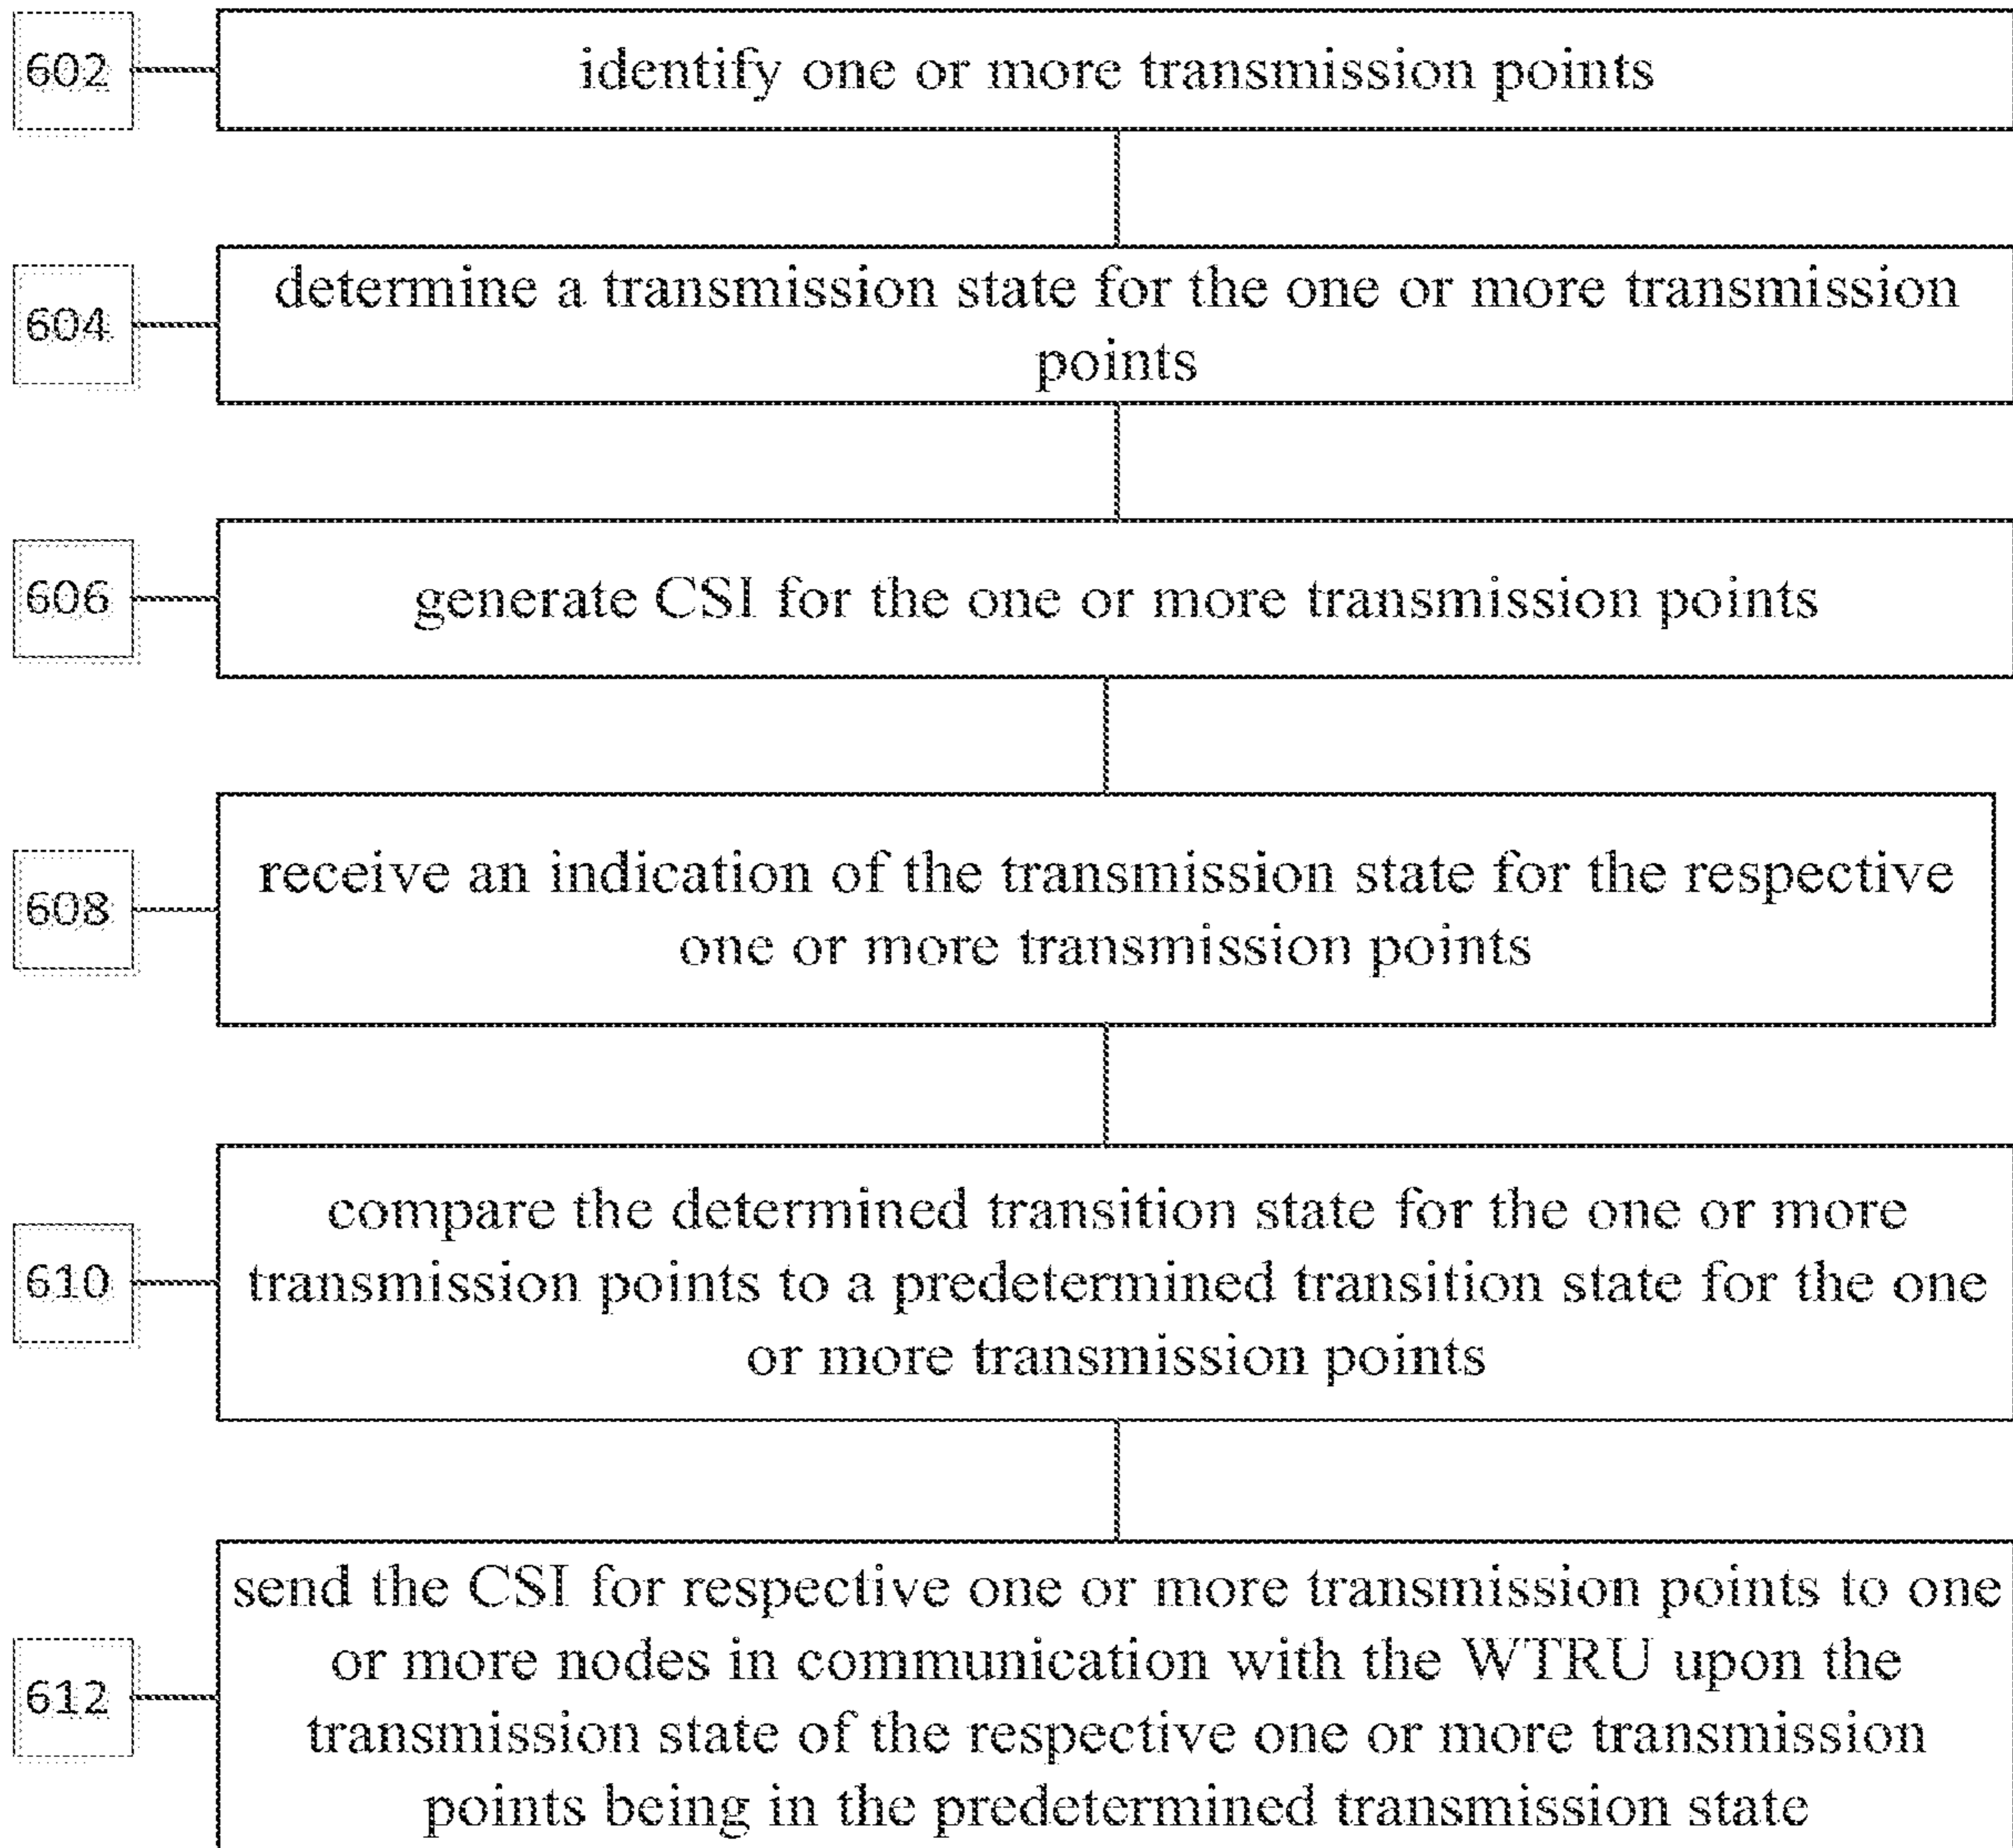 602
identify one or more transmission points
604
determine a transmission state for the one or more transmission
points
606
generate CSI for the one or more transmission points
608
receive an indication of the transmission state for the respective
one or more transmission points
610
compare the determined transition state for the one or more
transmission points to a predetermined transition state for the one
or more transmission points
612
send the CSI for respective one or more transmission points to one
or more nodes in communication with the WTRU upon the
transmission state of the respective one or more transmission
points being in the predetermined transmission state